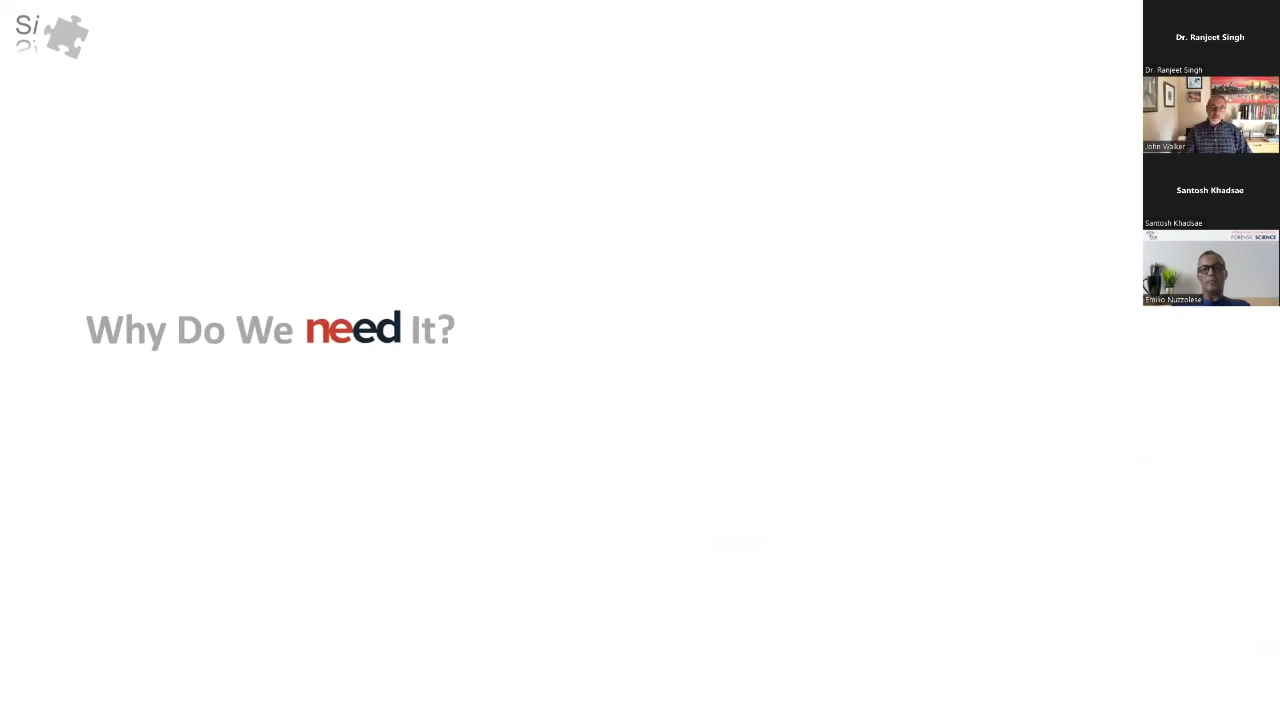 Si
Why Do We need It?
Dr. Ranjeet Singh
Dr. Ranjeet Singh
John Walker
Santosh Khadsae
Santosh Khadsae
FORENSIC SCIENCE
Emilio Nuzzolese